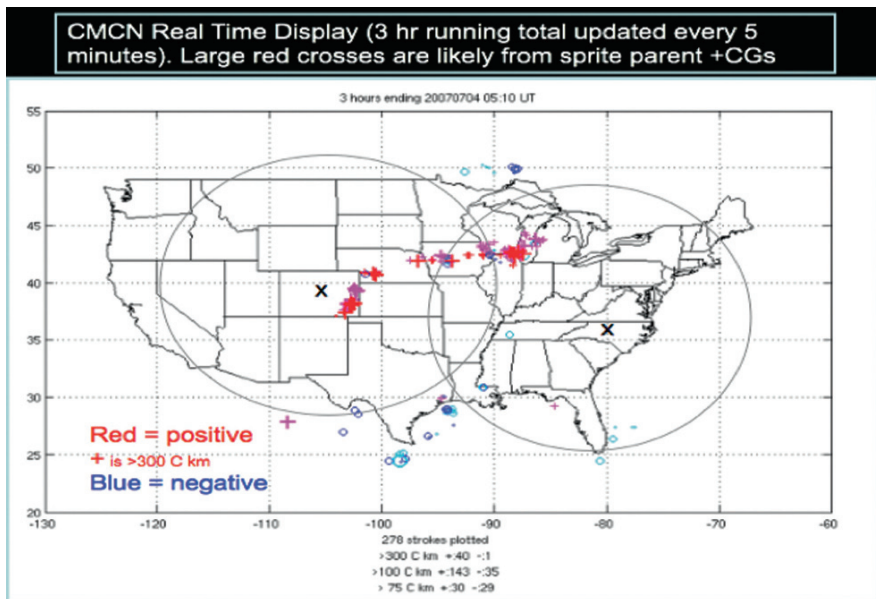 CMCN Real Time Display (3 hr running total updated every 5
minutes). Large red crosses are likely from sprite parent +CGs
3 hours ending 20070704 05:10 UT
55
50
45
40
35
30
25
20
X
X
Red = positive
+ is >300 C km
Blue = negative
-130 -120 -110 -100 -90 -80 -70 -60
278 strokes plotted
>300 C km +:40 -:1
>100 C km +:143 -:35
> 75 C km +:30 -:29